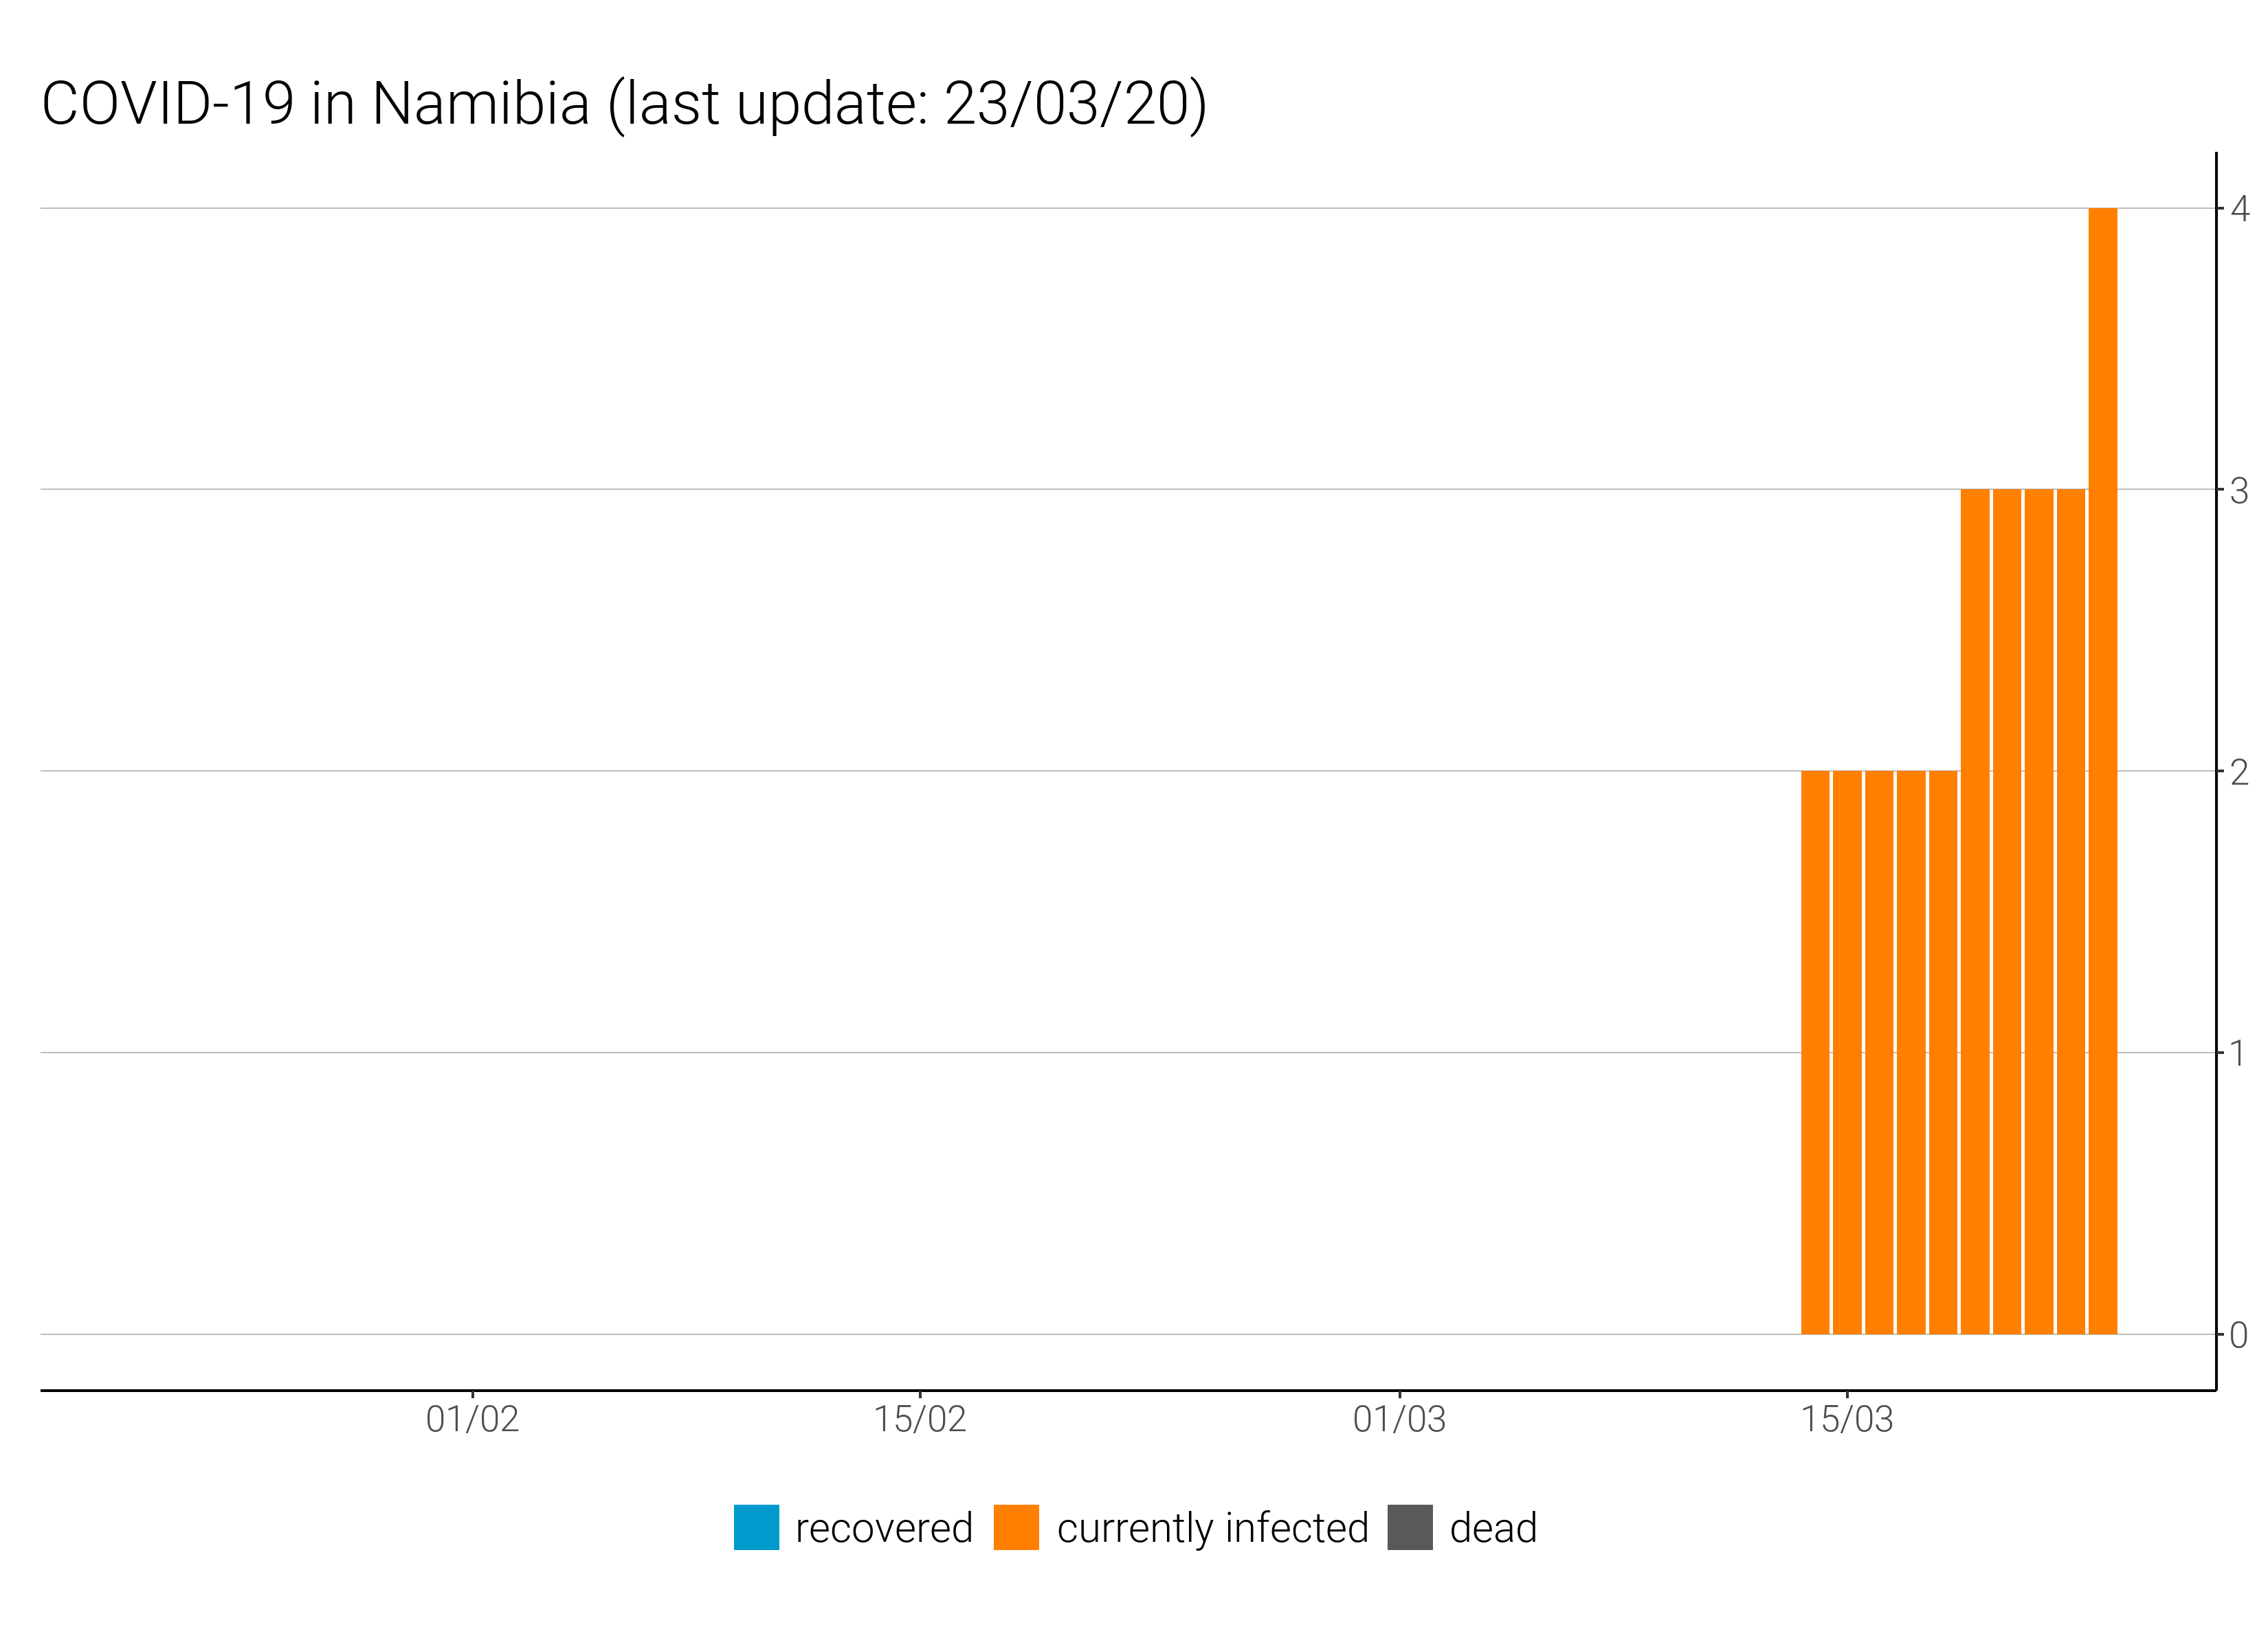 COVID-19 in Namibia (last update: 23/03/20)
4
3
2
1
0
01/02 15/02 01/03 15/03
recovered currently infected dead